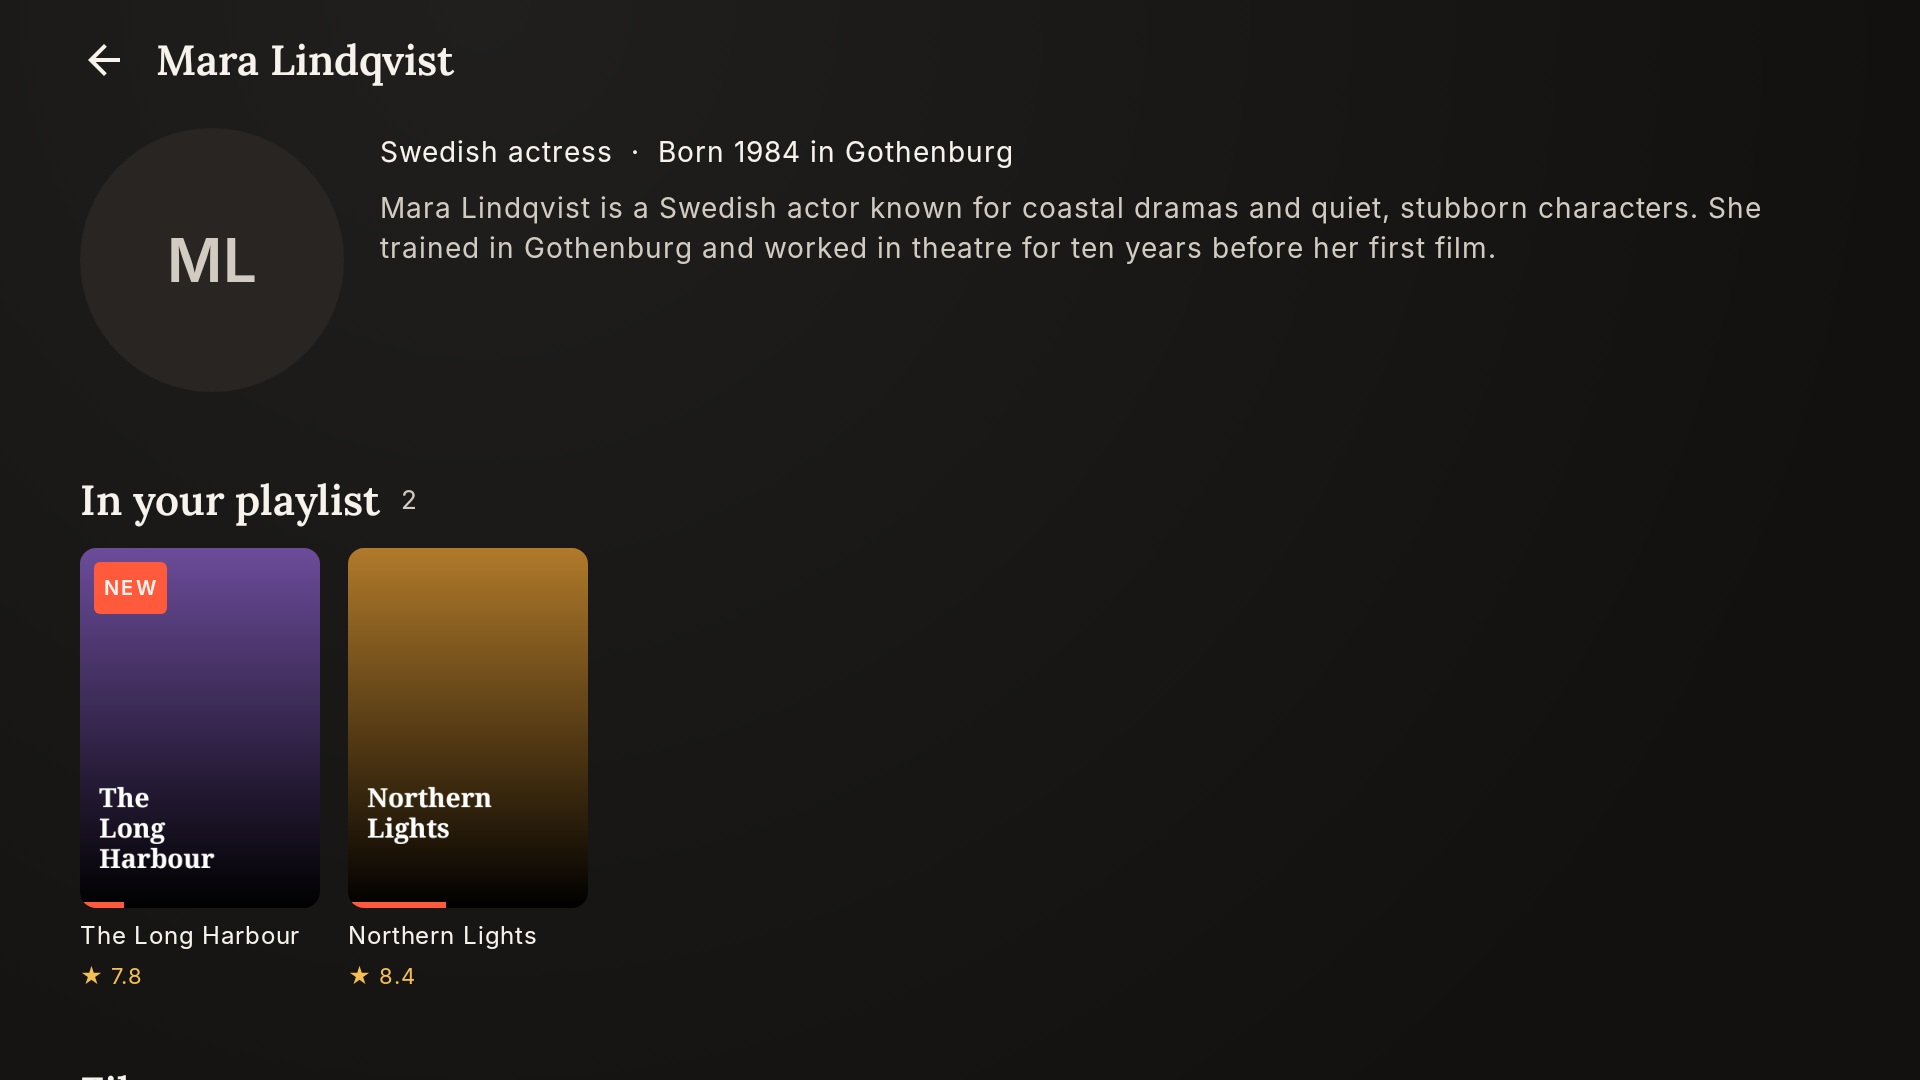 Mara Lindqvist
ML
Swedish actress · Born 1984 in Gothenburg
Mara Lindqvist is a Swedish actor known for coastal dramas and quiet, stubborn characters. She
trained in Gothenburg and worked in theatre for ten years before her first film.
In your playlist 2
NEW
The
Long
Harbour
Northern
Lights
The Long Harbour
★ 7.8
Northern Lights
★ 8.4